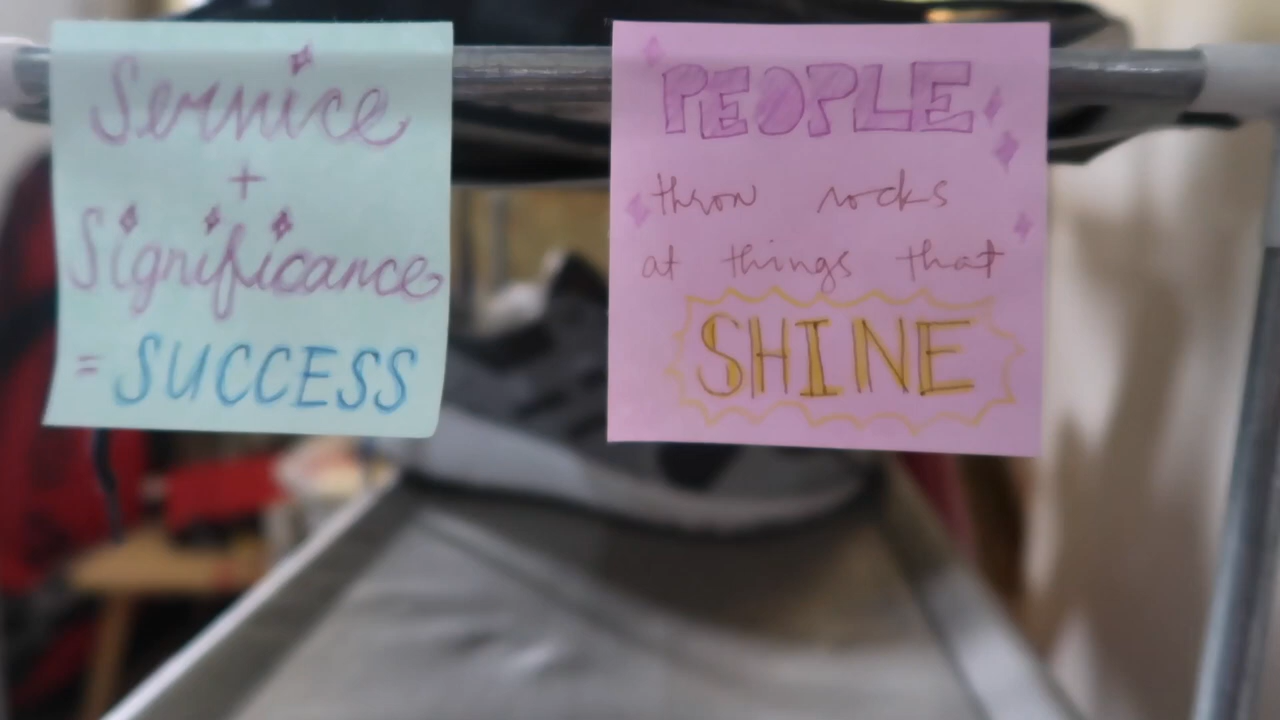 Service
+
Significance
= SUCCESS
PEOPLE
throw rocks
at things that
SHINE